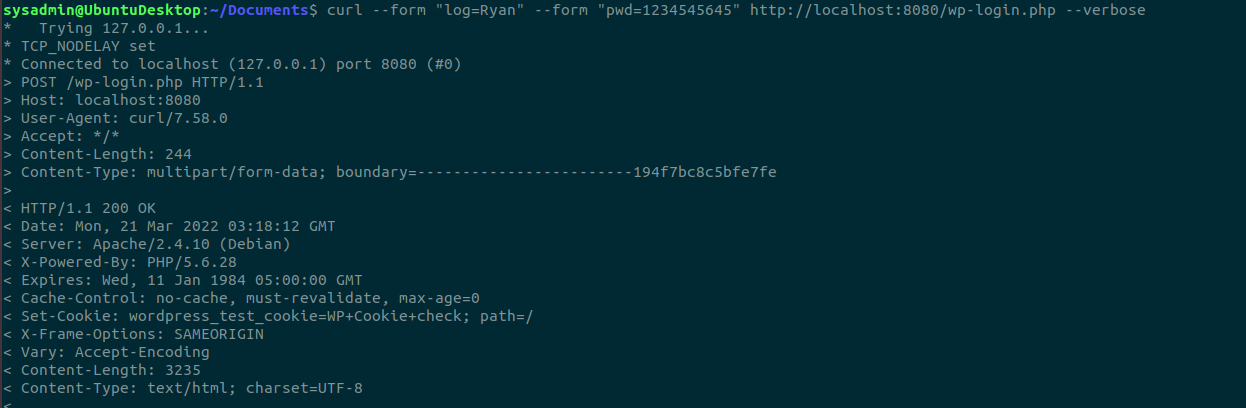 sysadmin@UbuntuDesktop:~/Documents$ curl --form "log=Ryan" --form "pwd=1234545645" http://localhost:8080/wp-login.php --verbose
*   Trying 127.0.0.1...
* TCP_NODELAY set
* Connected to localhost (127.0.0.1) port 8080 (#0)
> POST /wp-login.php HTTP/1.1
> Host: localhost:8080
> User-Agent: curl/7.58.0
> Accept: */*
> Content-Length: 244
> Content-Type: multipart/form-data; boundary=------------------------194f7bc8c5bfe7fe
>
< HTTP/1.1 200 OK
< Date: Mon, 21 Mar 2022 03:18:12 GMT
< Server: Apache/2.4.10 (Debian)
< X-Powered-By: PHP/5.6.28
< Expires: Wed, 11 Jan 1984 05:00:00 GMT
< Cache-Control: no-cache, must-revalidate, max-age=0
< Set-Cookie: wordpress_test_cookie=WP+Cookie+check; path=/
< X-Frame-Options: SAMEORIGIN
< Vary: Accept-Encoding
< Content-Length: 3235
< Content-Type: text/html; charset=UTF-8
<